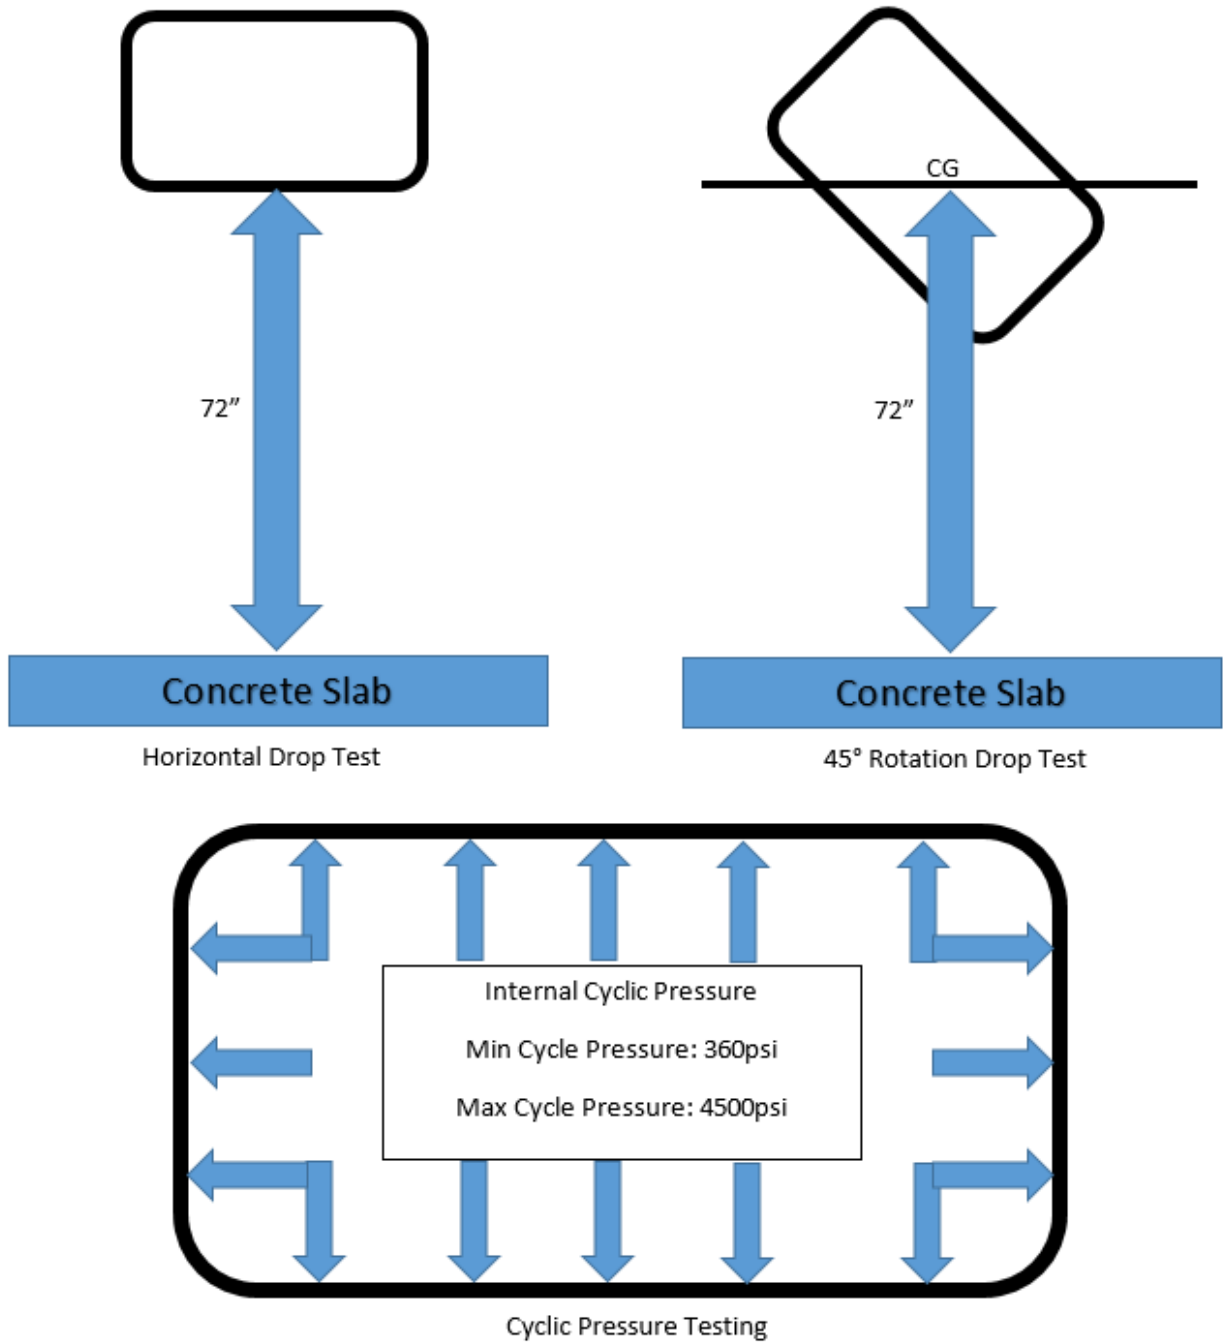 CG
72”
72”
Concrete Slab
Concrete Slab
Horizontal Drop Test
45° Rotation Drop Test
Internal Cyclic Pressure
Min Cycle Pressure: 360psi
Max Cycle Pressure: 4500psi
Cyclic Pressure Testing